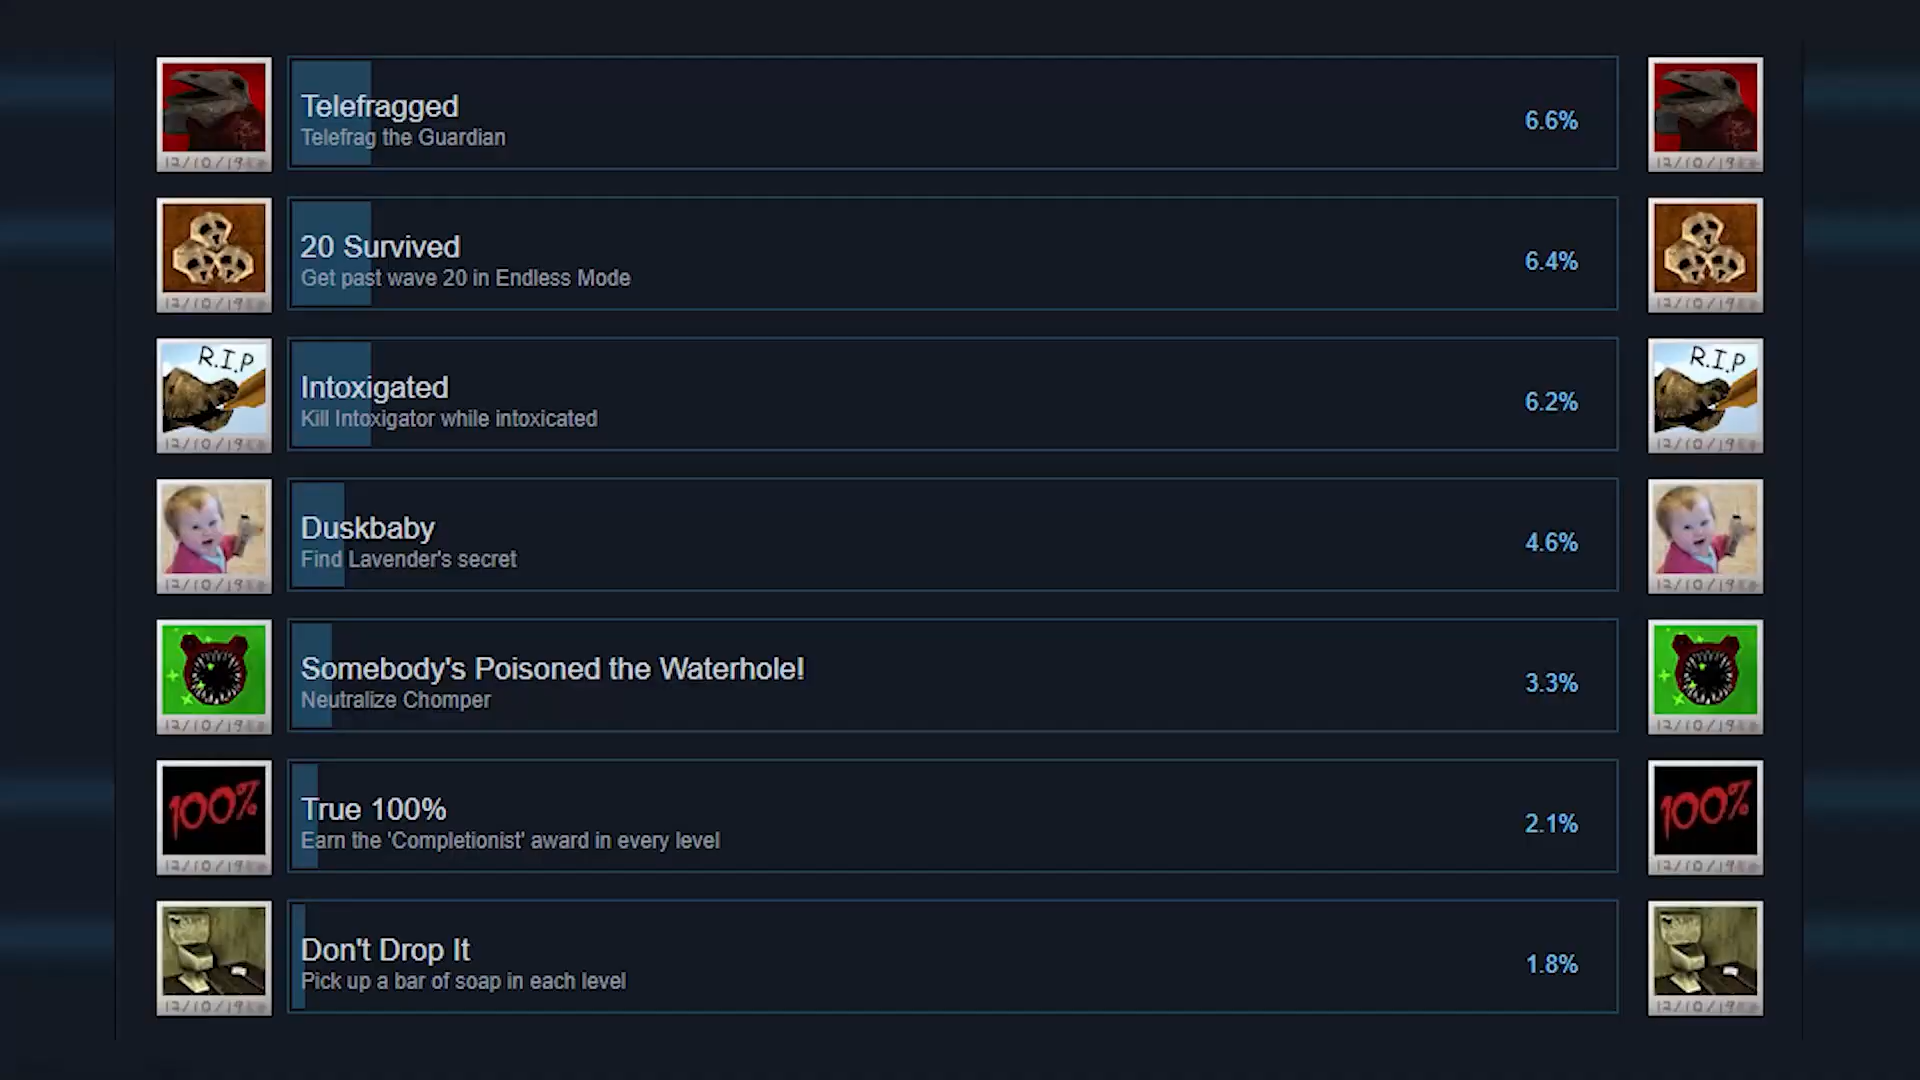 Telefragged
Telefrag the Guardian
6.6%
20 Survived
Get past wave 20 in Endless Mode
6.4%
R.I.P
Intoxigated
Kill Intoxigator while intoxicated
6.2%
R.I.P
Duskbaby
Find Lavender's secret
4.6%
Somebody's Poisoned the Waterhole!
Neutralize Chomper
3.3%
100%
True 100%
Earn the 'Completionist' award in every level
2.1%
100%
Don't Drop It
Pick up a bar of soap in each level
1.8%